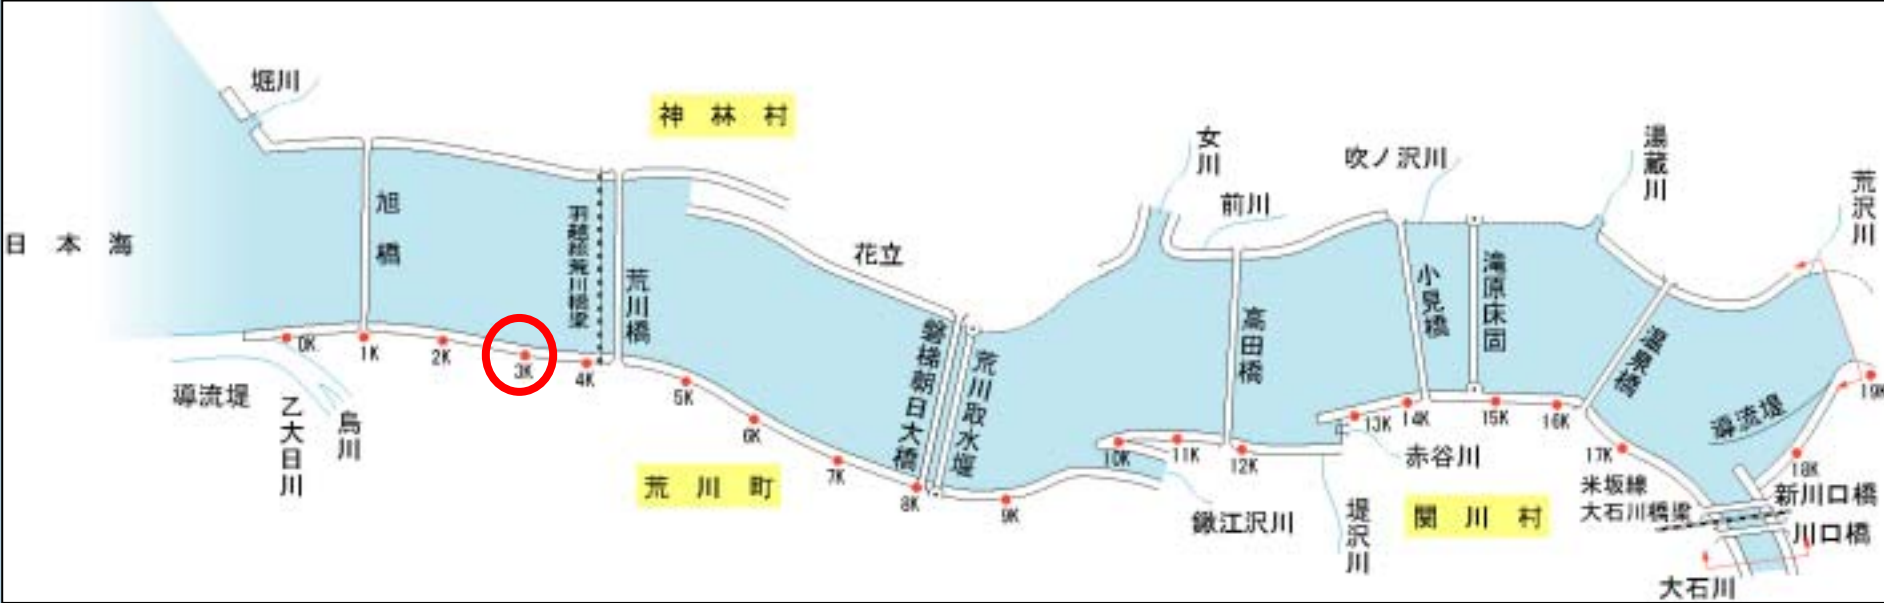 日本海
堀川
旭橋
神林村
羽越線荒川橋梁
荒川橋
花立
磐梯朝日大橋
荒川取水堰
女川
前川
高田橋
吹ノ沢川
小見橋
滝原床固
湯蔵川
温泉橋
荒沢川
導流堤
0K
1K
2K
3K
4K
5K
6K
7K
8K
9K
10K
11K
12K
13K
14K
15K
16K
17K
18K
19K
導流堤
乙大日川
烏川
荒川町
鍬江沢川
堤沢川
赤谷川
関川村
米坂線
大石川橋梁
新川口橋
川口橋
大石川